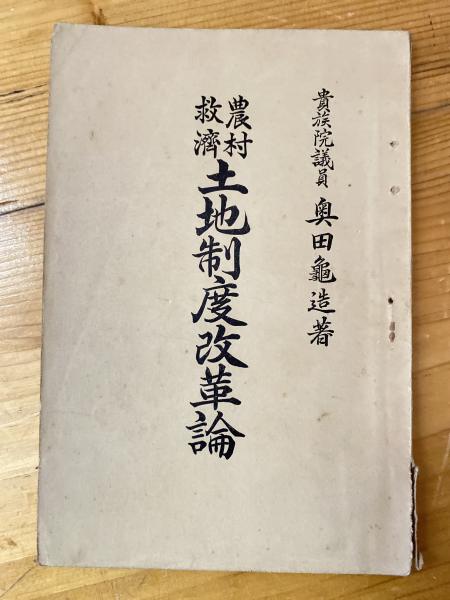 貴族院議員 奥田龜造著
農村
救濟
土地制度改革論